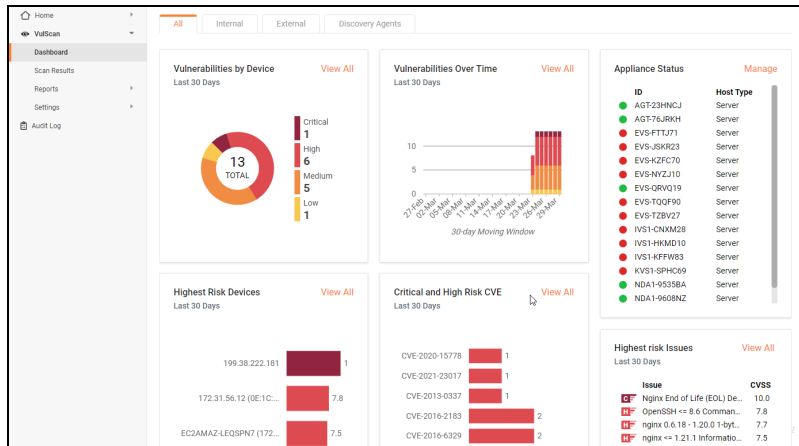 Home
VulScan
Dashboard
Scan Results
Reports
Settings
Audit Log
All
Internal
External
Discovery Agents
Vulnerabilities by Device
View All
Last 30 Days
13
TOTAL
Critical
1
High
6
Medium
5
Low
1
Vulnerabilities Over Time
View All
Last 30 Days
10
5
0
27-Feb
02-Mar
05-Mar
08-Mar
11-Mar
14-Mar
17-Mar
20-Mar
23-Mar
26-Mar
29-Mar
30-day Moving Window
Appliance Status
Manage
ID Host Type
AGT-23HNCJ Server
AGT-76JRKH Server
EVS-FTTJ71 Server
EVS-JSKR23 Server
EVS-KZFC70 Server
EVS-NYZJ10 Server
EVS-QRVQ19 Server
EVS-TQQF90 Server
EVS-TZBV27 Server
IVS1-CNXM28 Server
IVS1-HKMD10 Server
IVS1-KFFW83 Server
KVS1-SPHC69 Server
NDA1-9535BA Server
NDA1-9608NZ Server
Highest Risk Devices
View All
Last 30 Days
199.38.222.181 1
172.31.56.12 (0E:1C:... 7.8
EC2AMAZ-LEQSPN7 (172... 7.5
Critical and High Risk CVE
View All
Last 30 Days
CVE-2020-15778 1
CVE-2021-23017 1
CVE-2013-0337 1
CVE-2016-2183 2
CVE-2016-6329 2
Highest risk Issues
View All
Last 30 Days
Issue CVSS
C Nginx End of Life (EOL) De... 10.0
H OpenSSH <= 8.6 Comman... 7.8
H nginx 0.6.18 - 1.20.0 1-byt... 7.7
H nginx <= 1.21.1 Informatio... 7.5